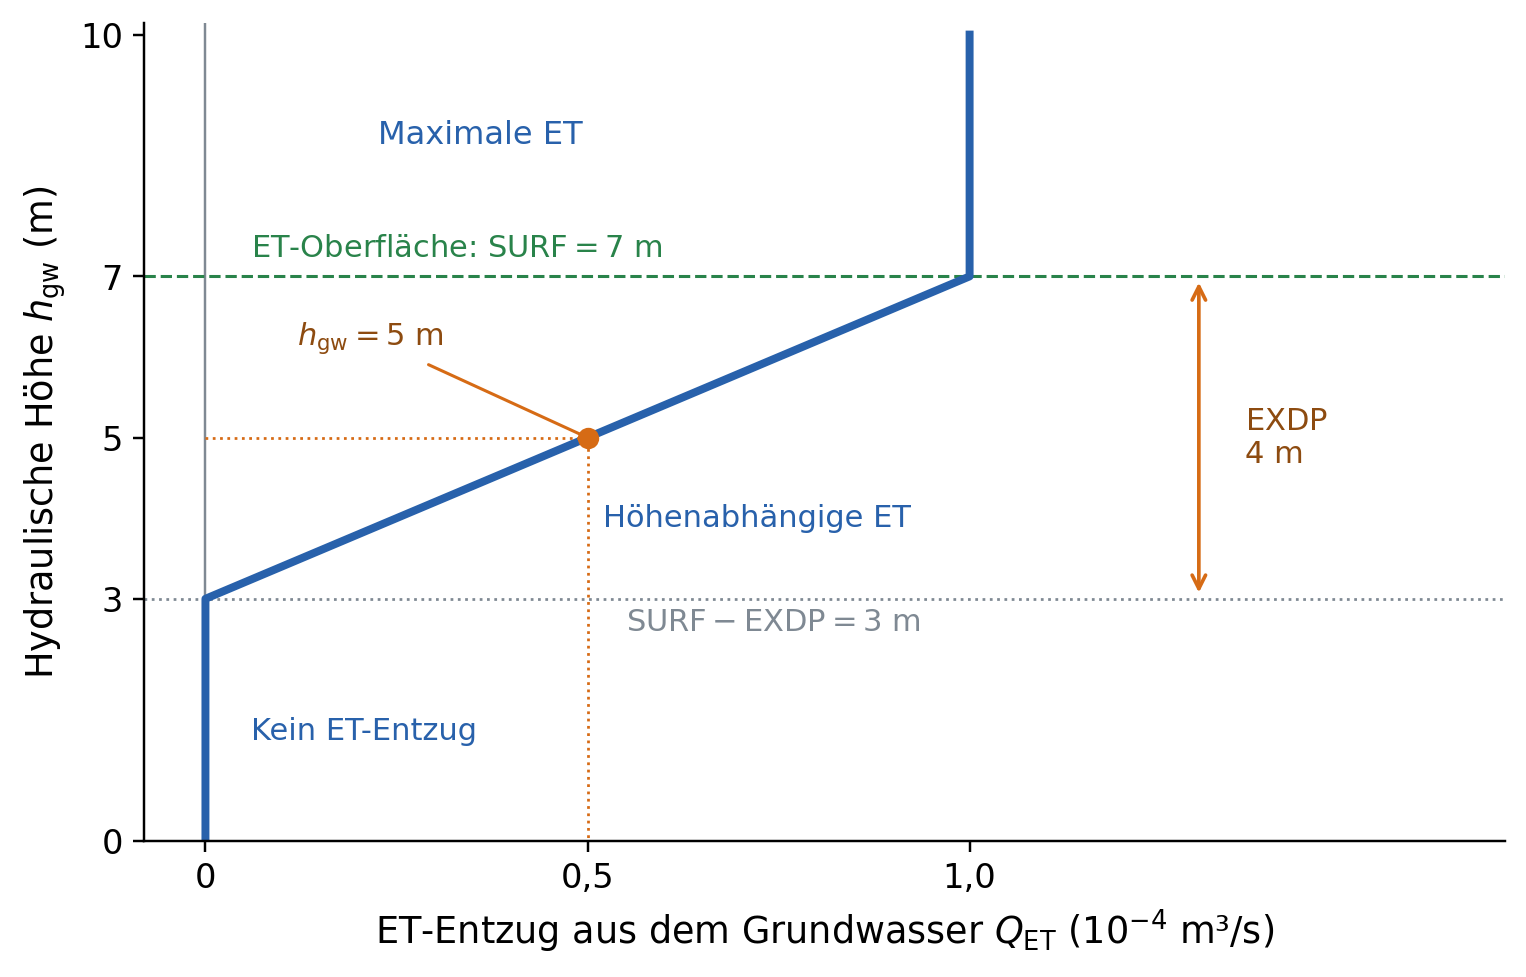 10
Maximale ET
ET-Oberfläche: SURF = 7 m
7
h_gw = 5 m
EXDP
4 m
5
Höhenabhängige ET
3
SURF − EXDP = 3 m
Kein ET-Entzug
0
0
0,5
1,0
Hydraulische Höhe h_gw (m)
ET-Entzug aus dem Grundwasser Q_ET (10⁻⁴ m³/s)